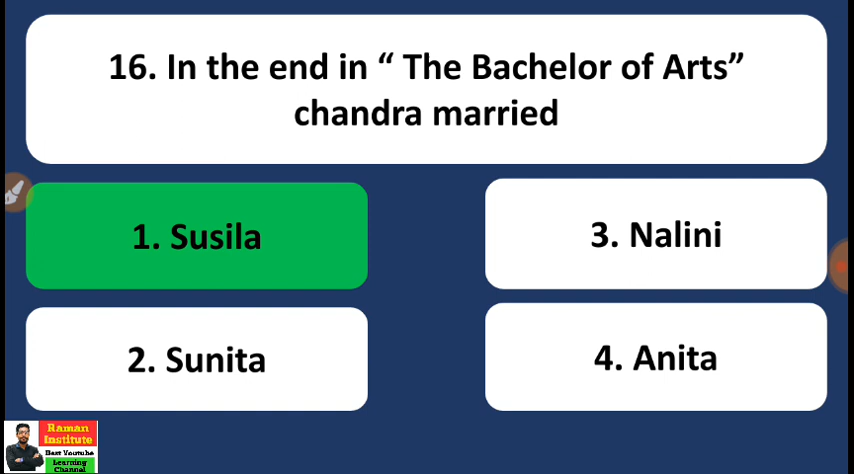 16. In the end in “ The Bachelor of Arts”
chandra married
1. Susila
3. Nalini
2. Sunita
4. Anita
Raman
Institute
Best Youtube
Learning
Channel